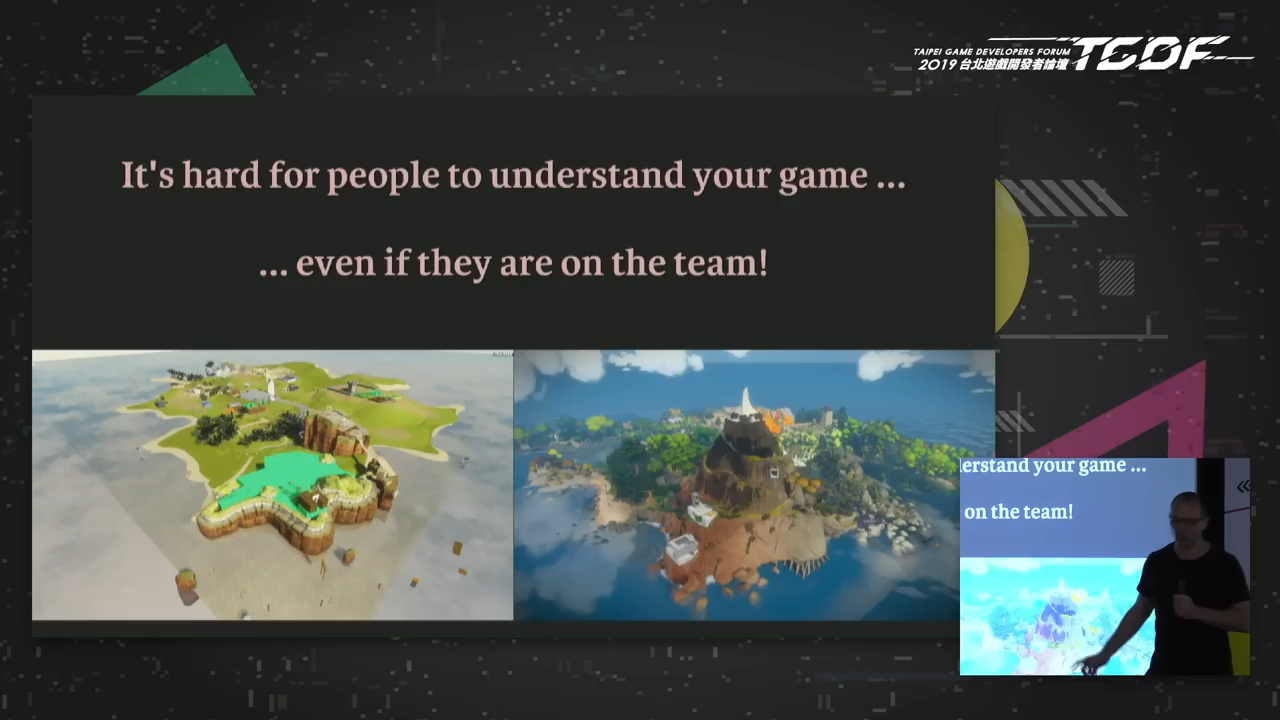 TAIPEI GAME DEVELOPERS FORUM
2019 台北遊戲開發者論壇
TGDF
It's hard for people to understand your game ...
... even if they are on the team!
erstand your game ...
on the team!